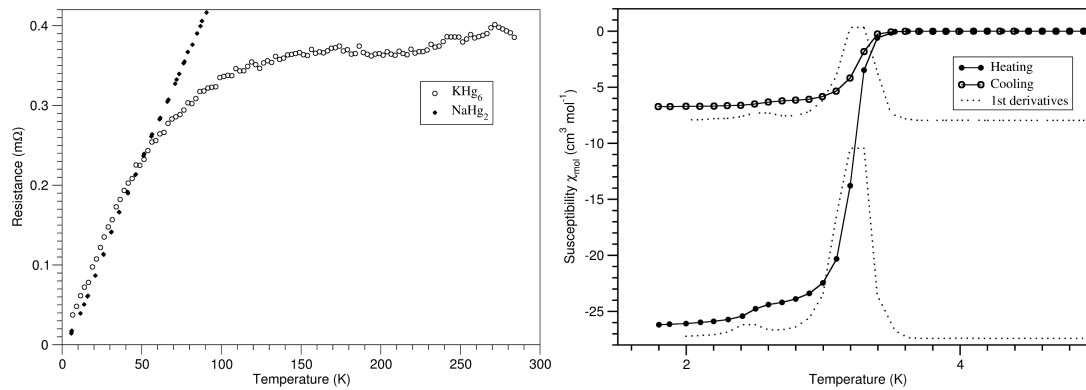 0.4
0.3
0.2
0.1
0
Resistance (mΩ)
0 50 100 150 200 250 300
Temperature (K)
KHg6
NaHg2
0
-5
-10
-15
-20
-25
Susceptibility χmol (cm3 mol-1)
2 4
Temperature (K)
Heating
Cooling
1st derivatives